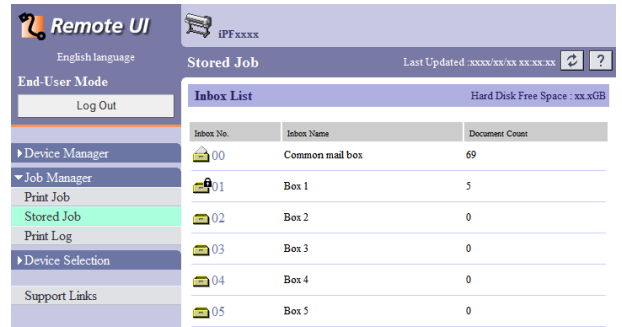 Remote UI
English language
End-User Mode
Log Out
Device Manager
Job Manager
Print Job
Stored Job
Print Log
Device Selection
Support Links
iPFxxxx
Stored Job Last Updated :xxxx/xx/xx xx:xx:xx ?
Inbox List Hard Disk Free Space : xx.xGB
Inbox No. Inbox Name Document Count
00 Common mail box 69
01 Box 1 5
02 Box 2 0
03 Box 3 0
04 Box 4 0
05 Box 5 0